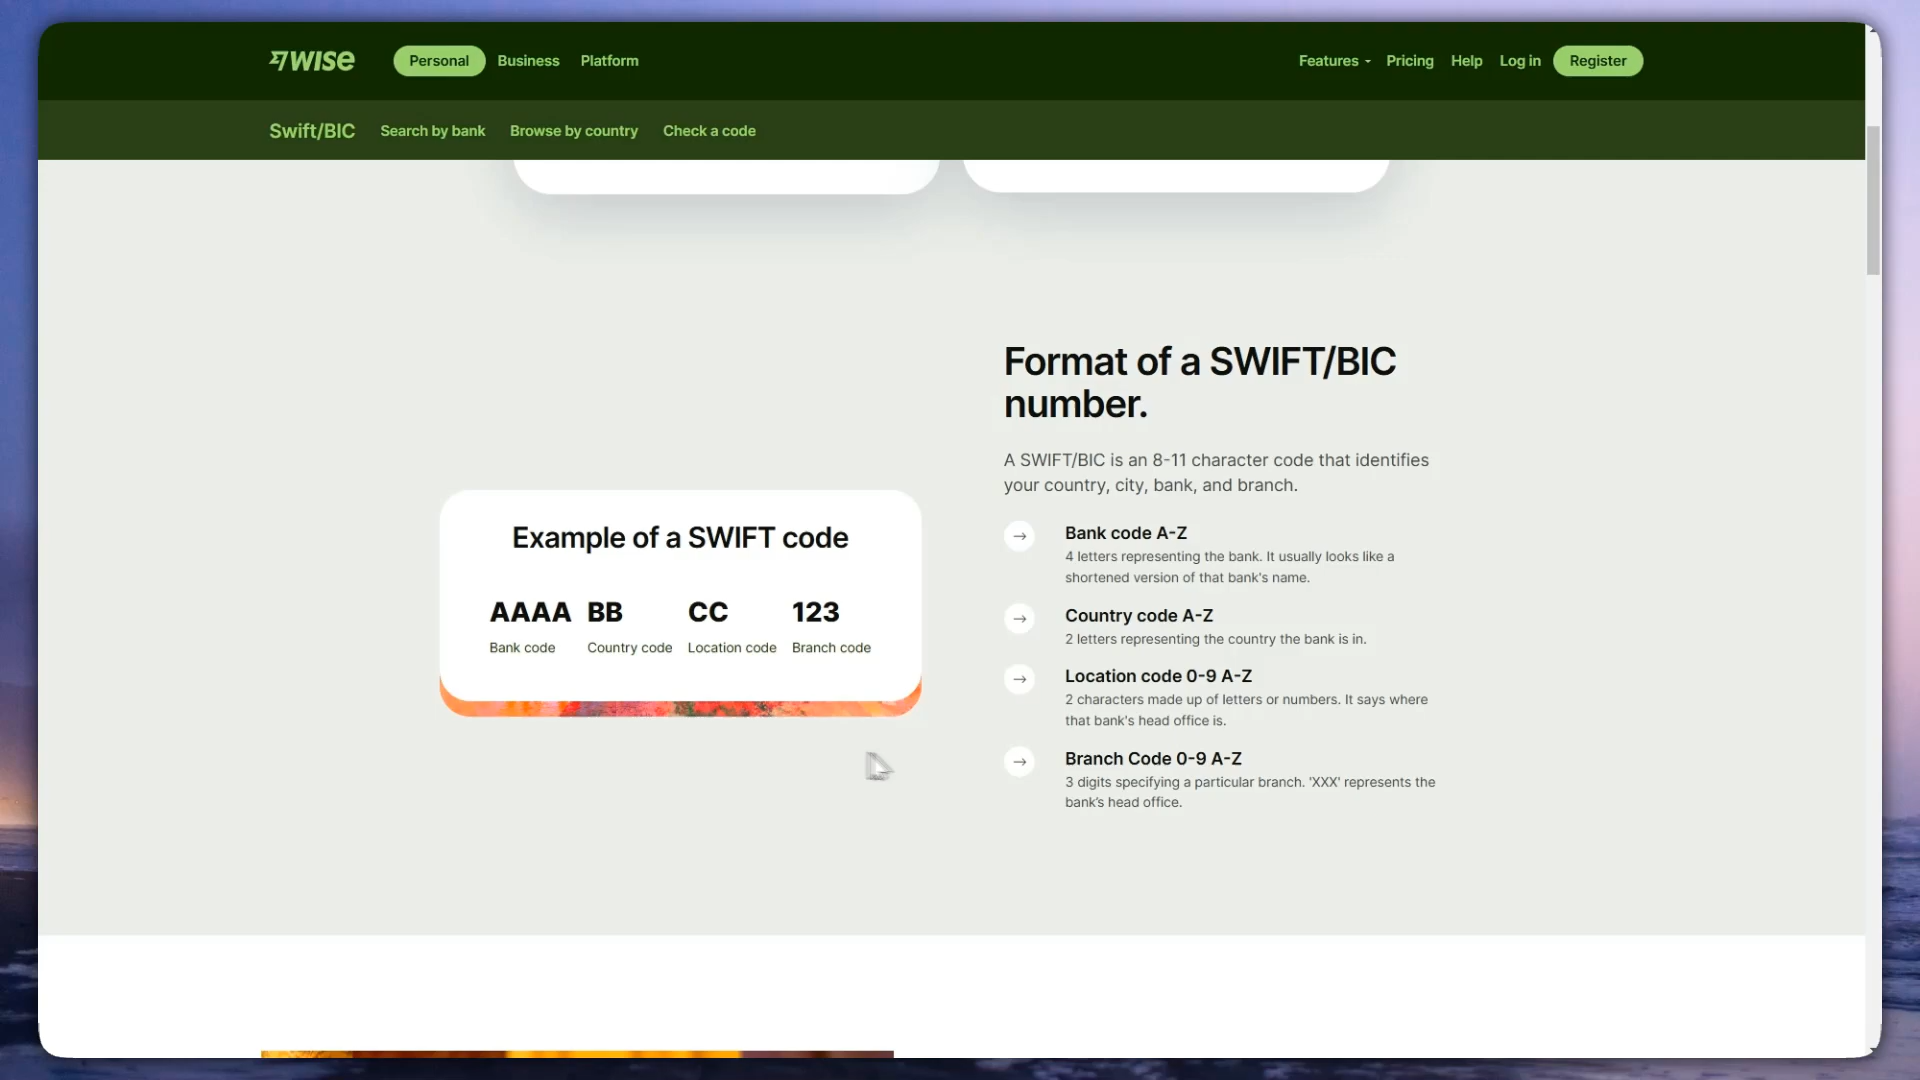 WISE
Personal
Business
Platform
Features
Pricing
Help
Log in
Register
Swift/BIC
Search by bank
Browse by country
Check a code
Format of a SWIFT/BIC
number.
A SWIFT/BIC is an 8-11 character code that identifies
your country, city, bank, and branch.
Example of a SWIFT code
AAAA BB CC 123
Bank code Country code Location code Branch code
Bank code A-Z
4 letters representing the bank. It usually looks like a
shortened version of that bank's name.
Country code A-Z
2 letters representing the country the bank is in.
Location code 0-9 A-Z
2 characters made up of letters or numbers. It says where
that bank's head office is.
Branch Code 0-9 A-Z
3 digits specifying a particular branch. 'XXX' represents the
bank’s head office.